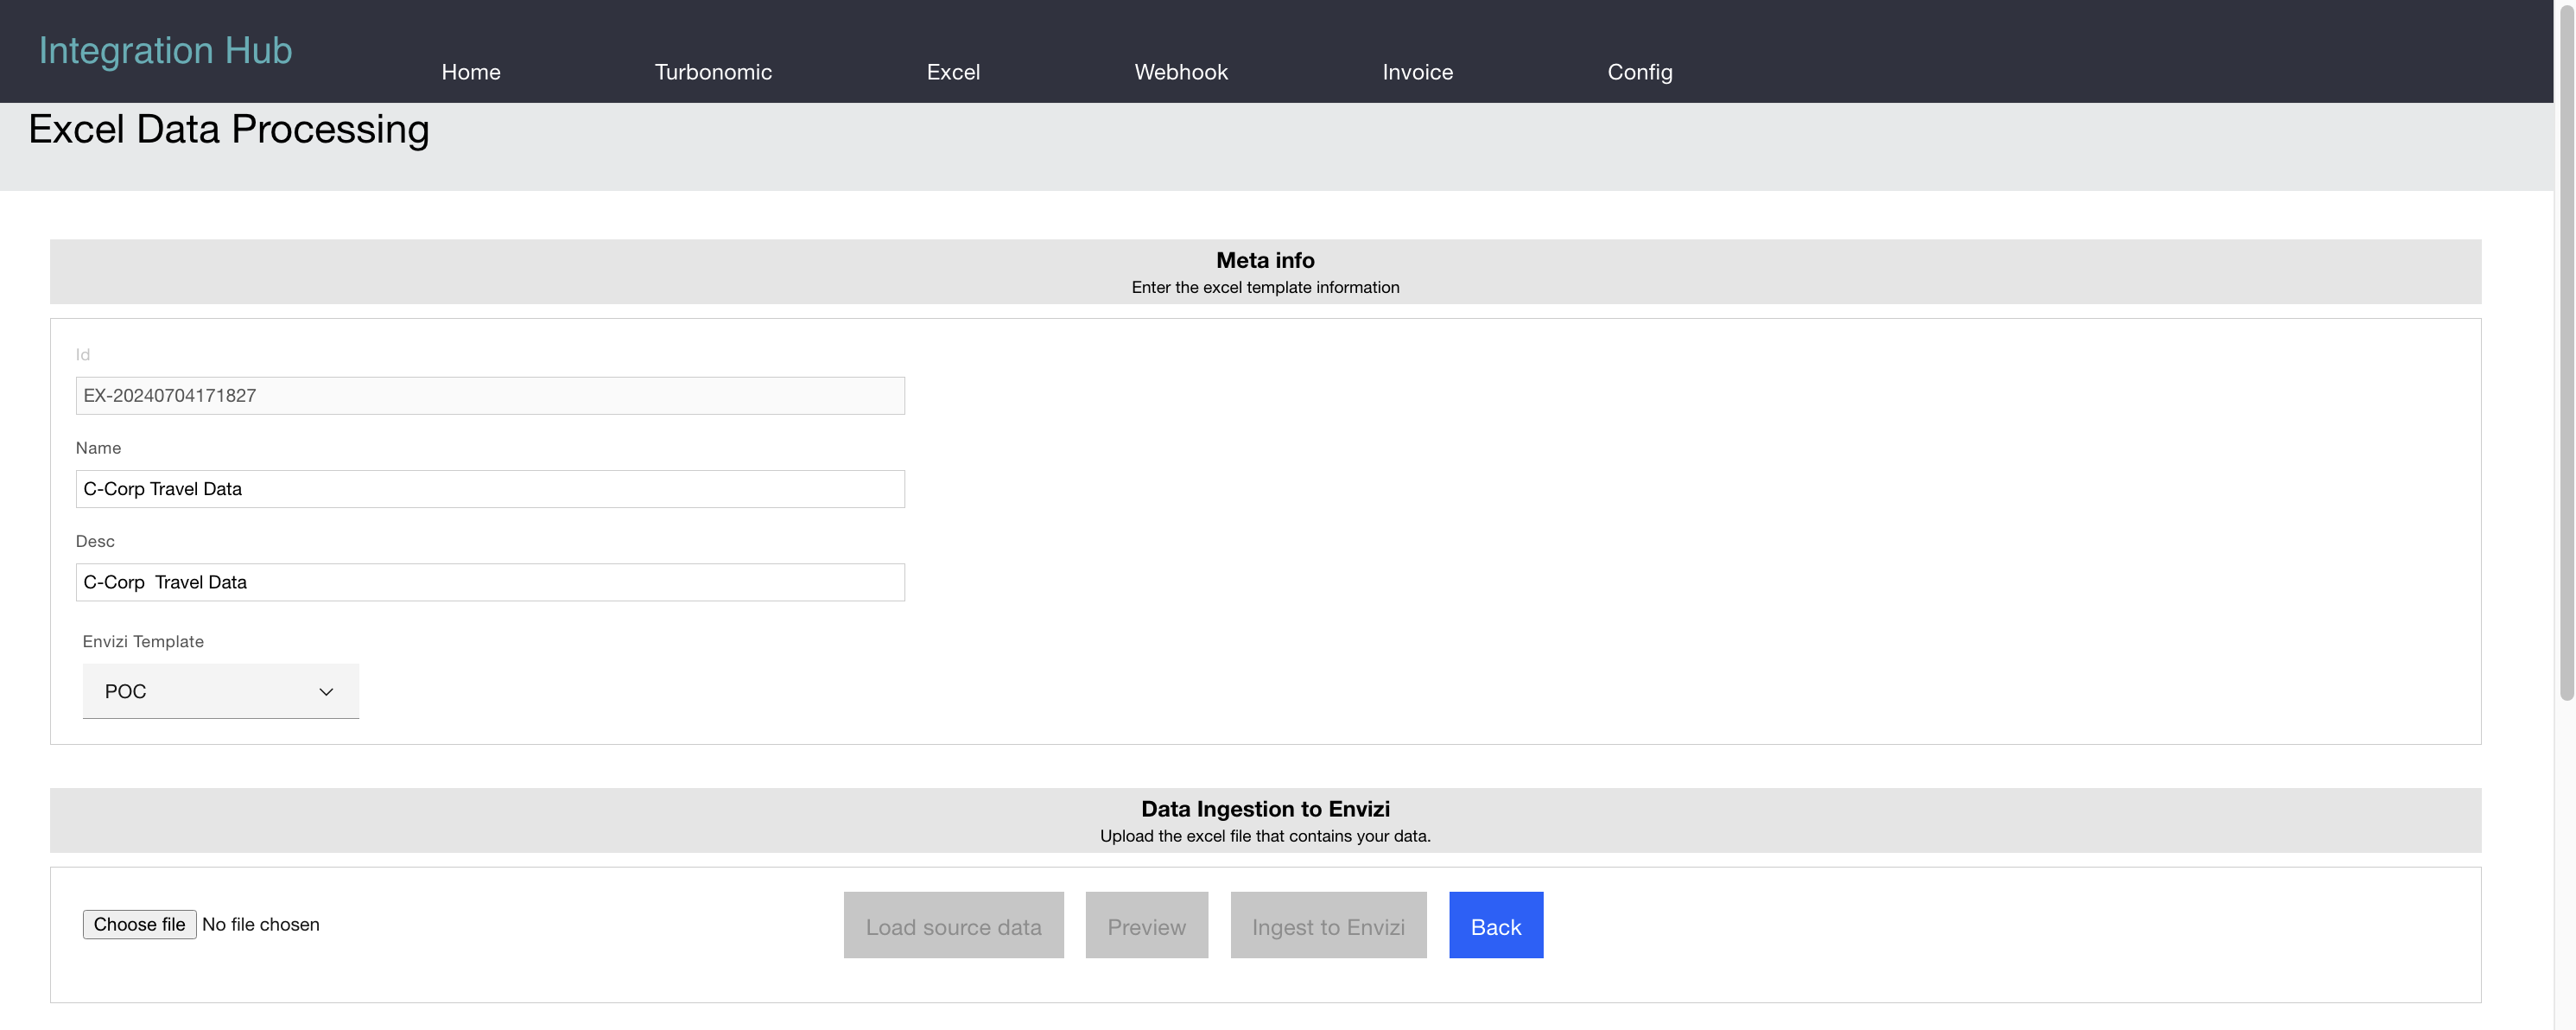 Integration Hub
Home Turbonomic Excel Webhook Invoice Config
Excel Data Processing
Meta info
Enter the excel template information
Id
EX-20240704171827
Name
C-Corp Travel Data
Desc
C-Corp  Travel Data
Envizi Template
POC
Data Ingestion to Envizi
Upload the excel file that contains your data.
Choose file No file chosen Load source data Preview Ingest to Envizi Back